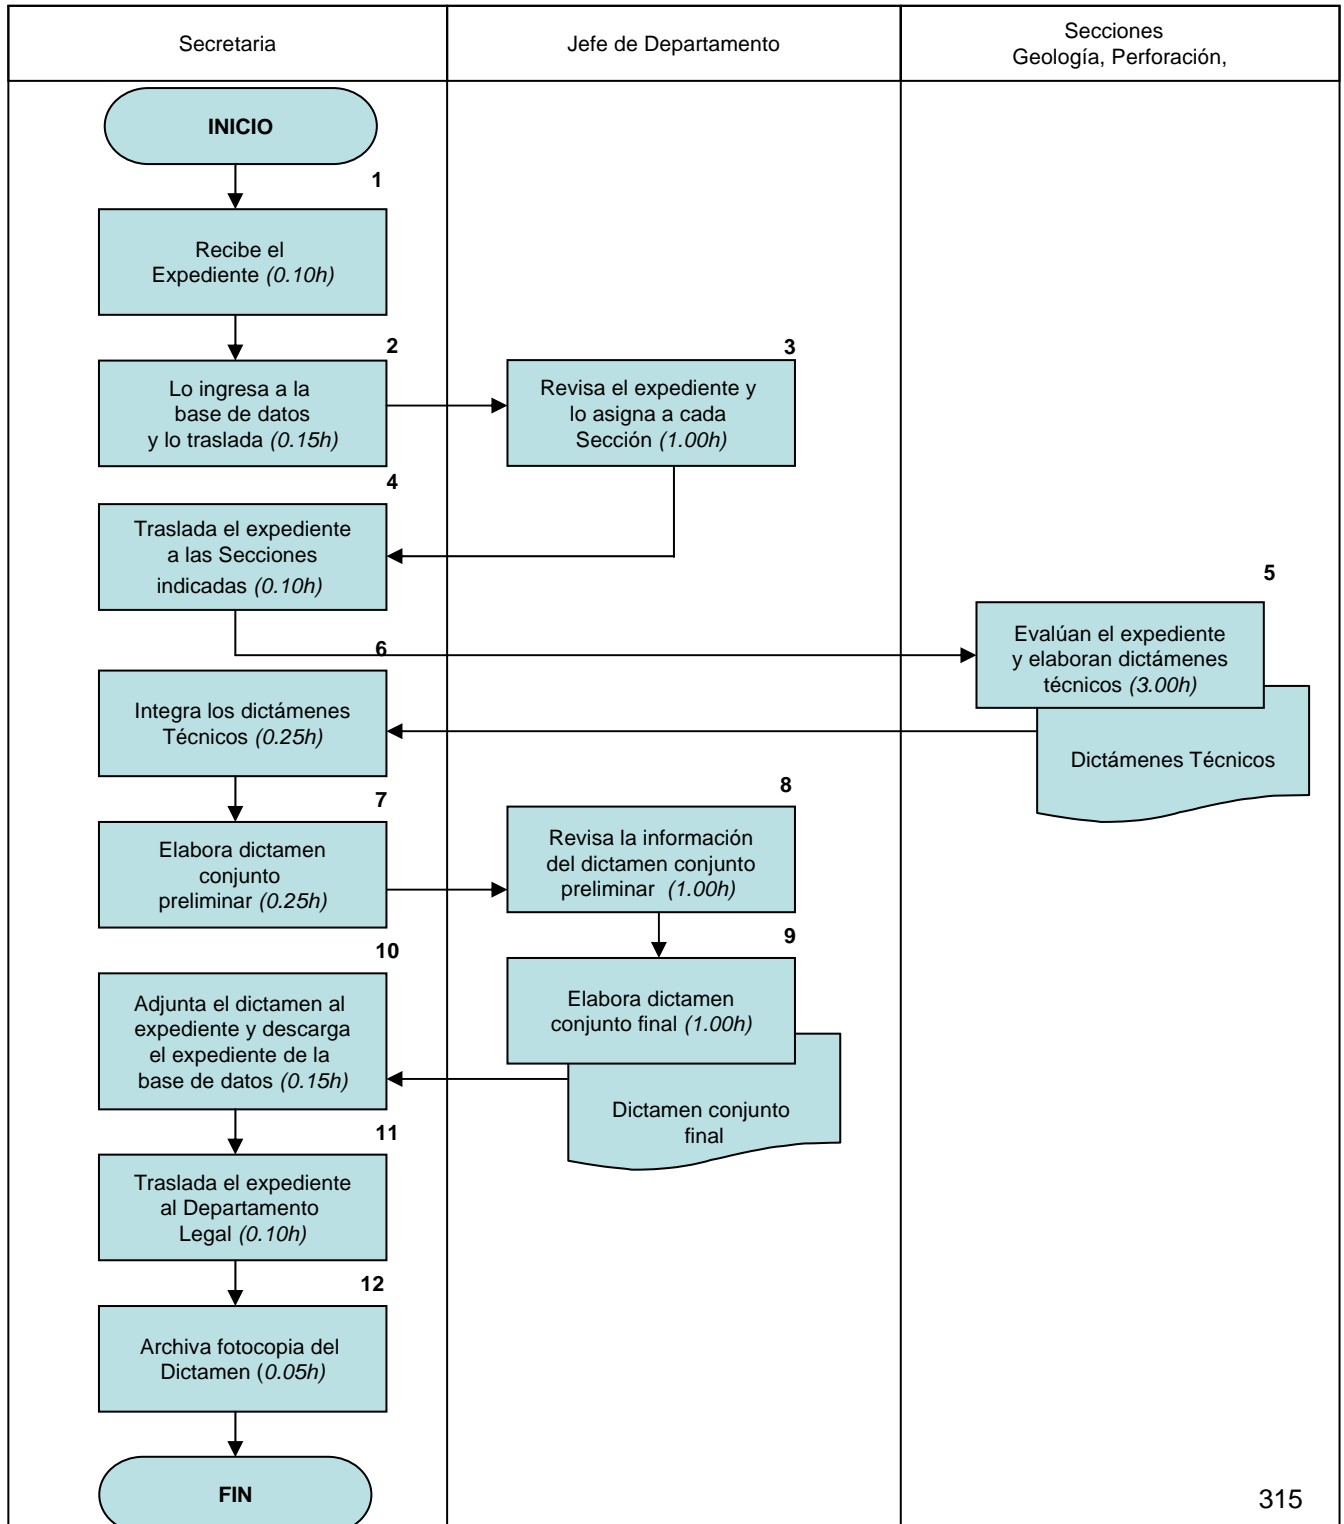 Secretaria
Jefe de Departamento
Secciones
Geología, Perforación,
INICIO
1
Recibe el
Expediente (0.10h)
2
Lo ingresa a la
base de datos
y lo traslada (0.15h)
3
Revisa el expediente y
lo asigna a cada
Sección (1.00h)
4
Traslada el expediente
a las Secciones
indicadas (0.10h)
5
Evalúan el expediente
y elaboran dictámenes
técnicos (3.00h)
Dictámenes Técnicos
6
Integra los dictámenes
Técnicos (0.25h)
7
Elabora dictamen
conjunto
preliminar (0.25h)
8
Revisa la información
del dictamen conjunto
preliminar (1.00h)
9
Elabora dictamen
conjunto final (1.00h)
Dictamen conjunto
final
10
Adjunta el dictamen al
expediente y descarga
el expediente de la
base de datos (0.15h)
11
Traslada el expediente
al Departamento
Legal (0.10h)
12
Archiva fotocopia del
Dictamen (0.05h)
FIN
315